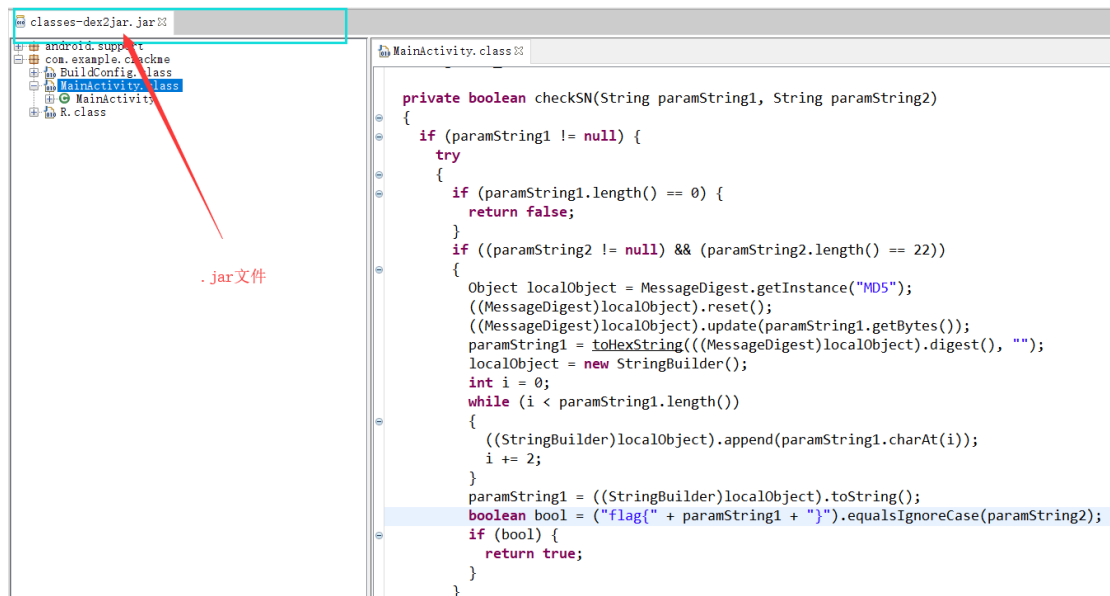 classes-dex2jar.jar
android.support
com.example.crackme
BuildConfig.class
MainActivity.class
MainActivity
R.class
.jar文件
MainActivity.class
private boolean checkSN(String paramString1, String paramString2)
{
if (paramString1 != null) {
try
{
if (paramString1.length() == 0) {
return false;
}
if ((paramString2 != null) && (paramString2.length() == 22))
{
Object localObject = MessageDigest.getInstance("MD5");
((MessageDigest)localObject).reset();
((MessageDigest)localObject).update(paramString1.getBytes());
paramString1 = toHexString(((MessageDigest)localObject).digest(), "");
localObject = new StringBuilder();
int i = 0;
while (i < paramString1.length())
{
((StringBuilder)localObject).append(paramString1.charAt(i));
i += 2;
}
paramString1 = ((StringBuilder)localObject).toString();
boolean bool = ("flag{" + paramString1 + "}").equalsIgnoreCase(paramString2);
if (bool) {
return true;
}
}